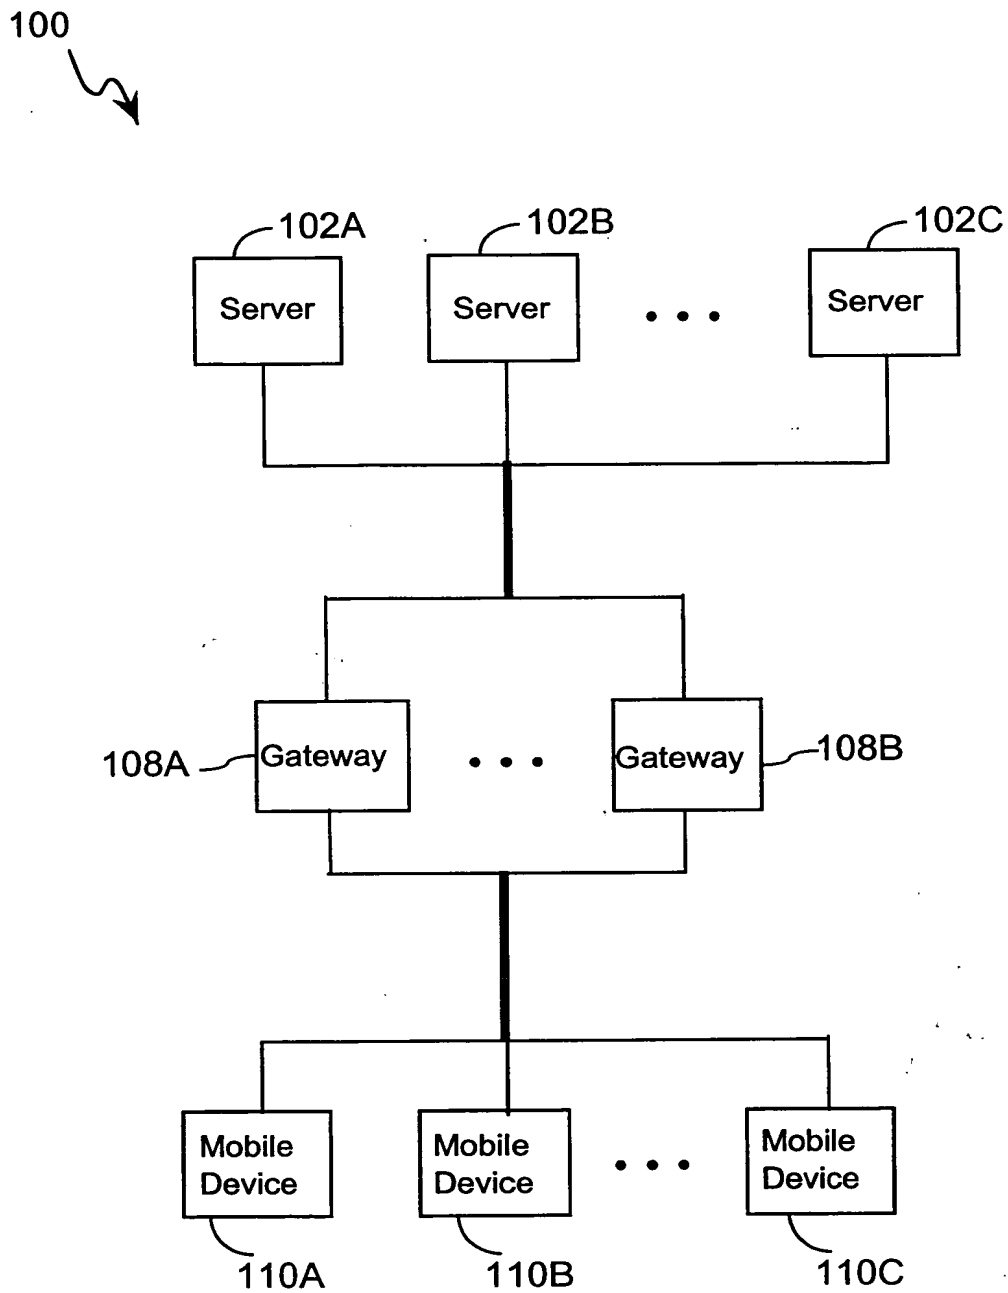 100
102A
102B
102C
Server
Server
Server
108A
Gateway
Gateway
108B
Mobile
Device
Mobile
Device
Mobile
Device
110A
110B
110C